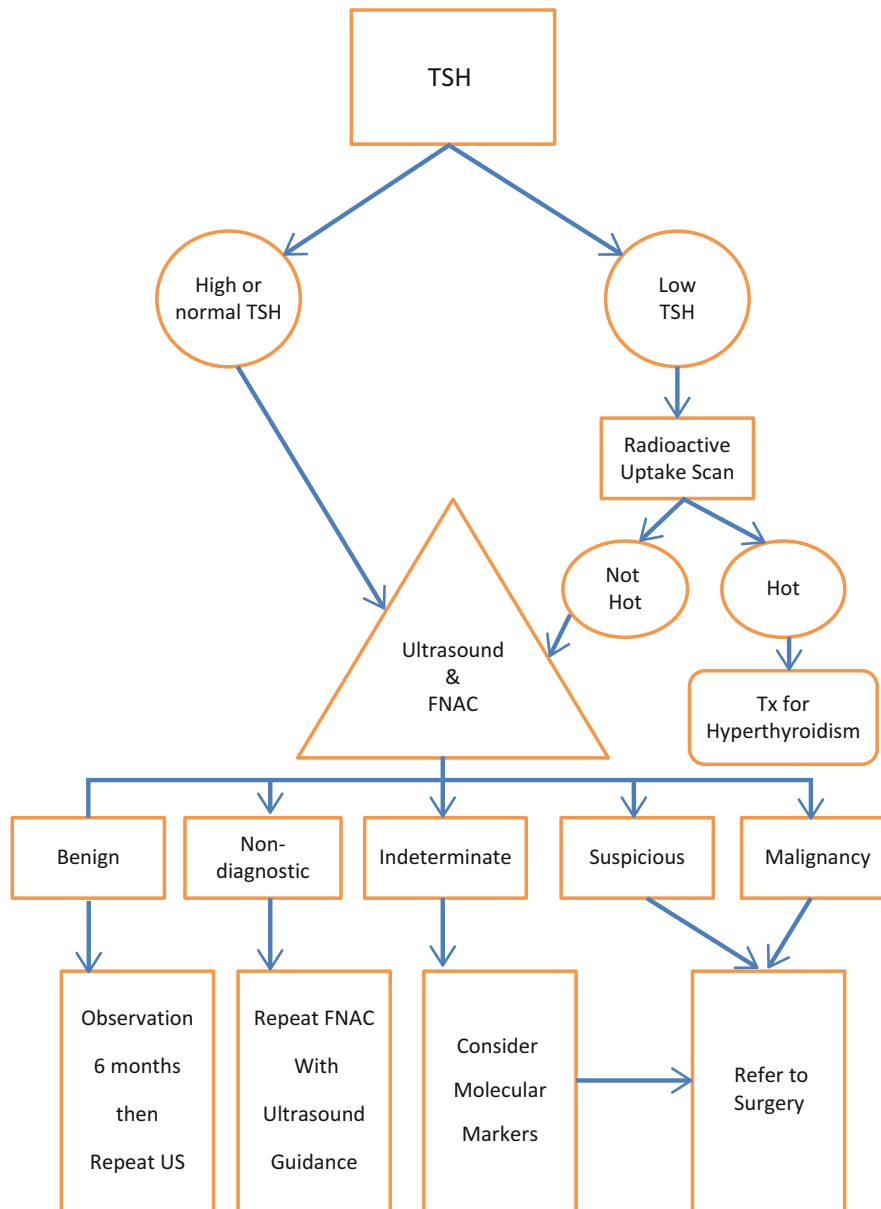 TSH
High or
normal TSH
Low
TSH
Radioactive
Uptake Scan
Not
Hot
Hot
Ultrasound
&
FNAC
Tx for
Hyperthyroidism
Benign
Non-
diagnostic
Indeterminate
Suspicious
Malignancy
Observation
6 months
then
Repeat US
Repeat FNAC
With
Ultrasound
Guidance
Consider
Molecular
Markers
Refer to
Surgery